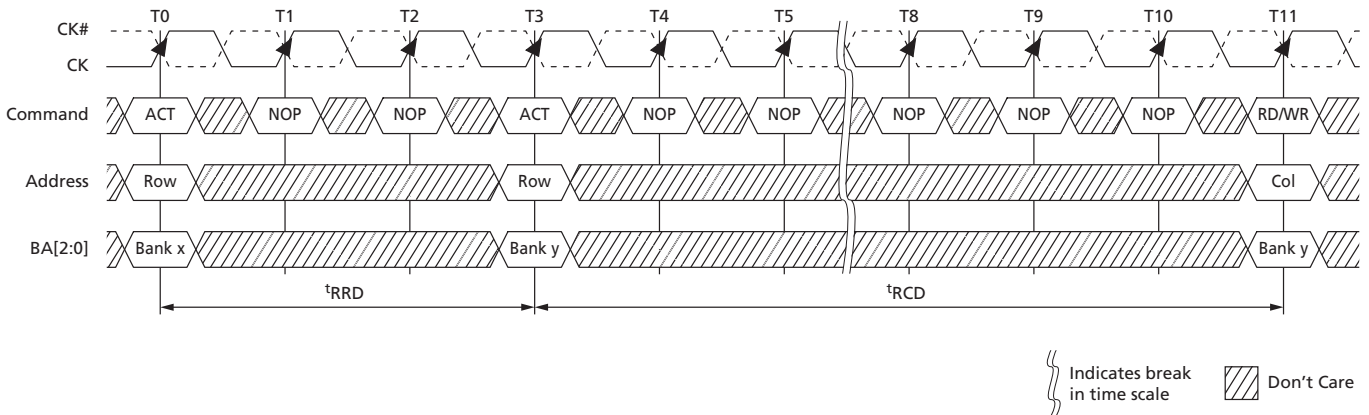 T0 T1 T2 T3 T4 T5 T8 T9 T10 T11
CK#
CK
Command ACT NOP NOP ACT NOP NOP NOP NOP NOP RD/WR
Address Row Row Col
BA[2:0] Bank x Bank y Bank y
tRRD tRCD
Indicates break
in time scale
Don't Care